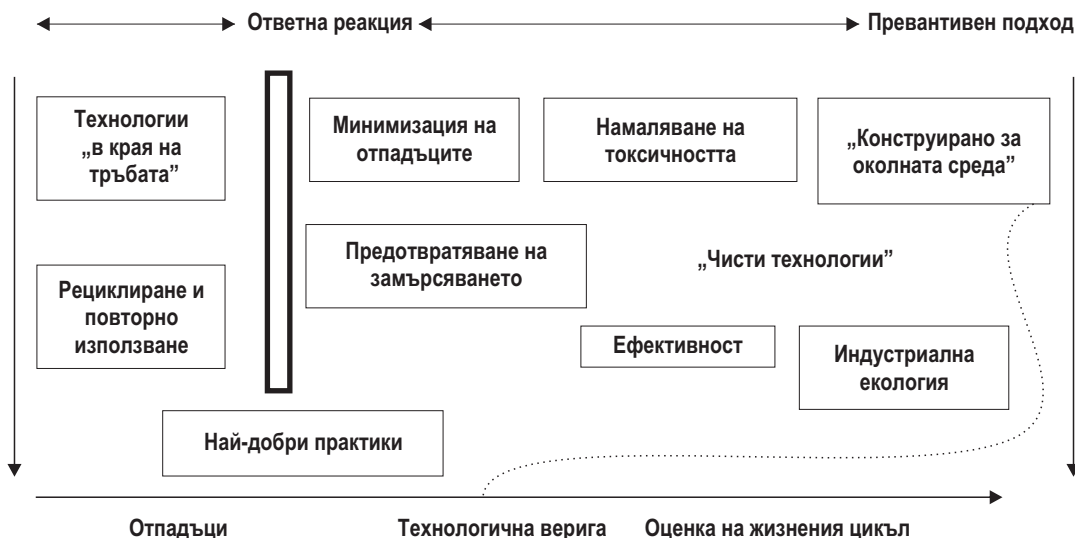 Ответна реакция
Превантивен подход
Технологии
„в края на
тръбата”
Минимизация на
отпадъците
Намаляване на
токсичността
„Конструирано за
околната среда”
Предотвратяване на
замърсяването
„Чисти технологии”
Рециклиране и
повторно
използване
Ефективност
Индустриална
екология
Най-добри практики
Отпадъци
Технологична верига
Оценка на жизнения цикъл